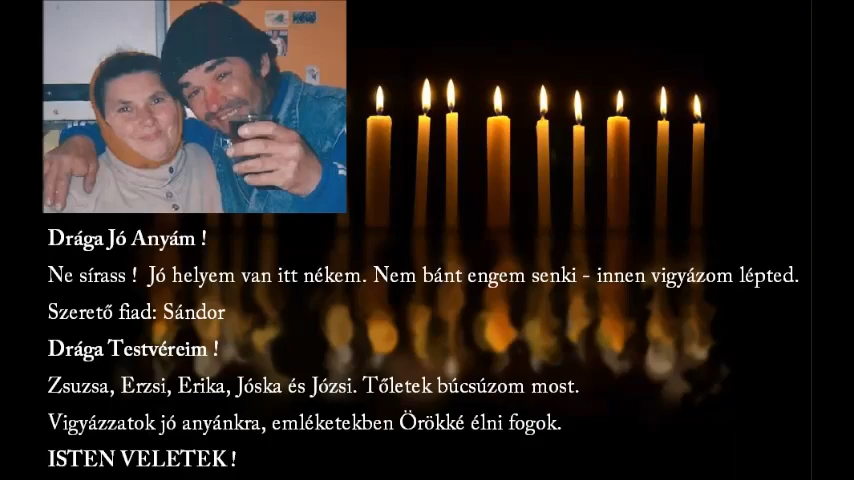 Drága Jó Anyám !
Ne sírass ! Jó helyem van itt nékem. Nem bánt engem senki - innen vigyázom lépted.
Szerető fiad: Sándor
Drága Testvéreim !
Zsuzsa, Erzsi, Erika, Jóska és Józsi. Tőletek búcsúzom most.
Vigyázzatok jó anyánkra, emléketekben Örökké élni fogok.
ISTEN VELETEK !